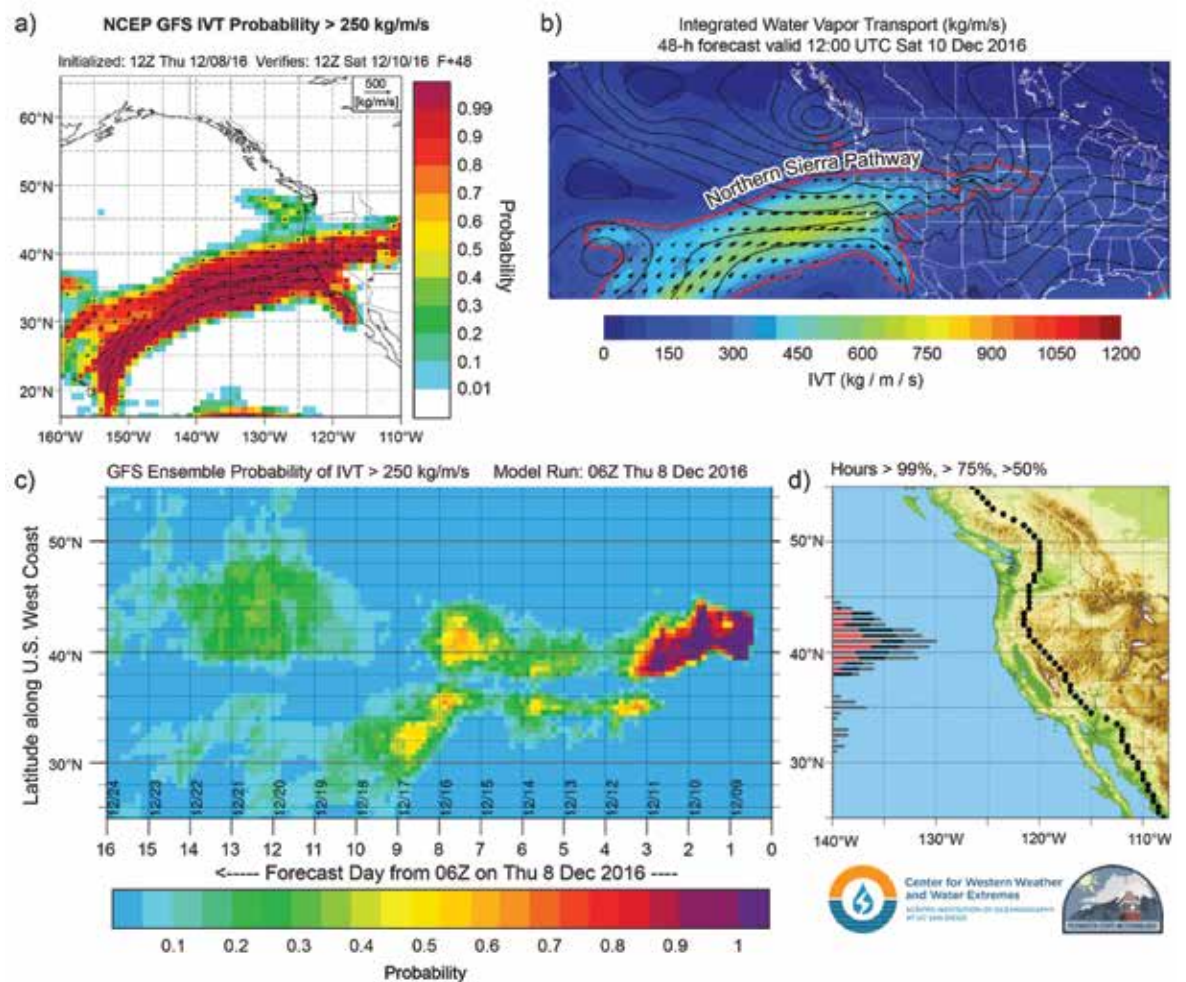 a)
NCEP GFS IVT Probability > 250 kg/m/s
Initialized: 12Z Thu 12/08/16 Verifies: 12Z Sat 12/10/16 F+48
500
[kg/m/s]
60°N
50°N
40°N
30°N
20°N
160°W 150°W 140°W 130°W 120°W 110°W
0.99
0.9
0.8
0.7
0.6
0.5
0.4
0.3
0.2
0.1
0.01
Probability
b)
Integrated Water Vapor Transport (kg/m/s)
48-h forecast valid 12:00 UTC Sat 10 Dec 2016
Northern Sierra Pathway
0 150 300 450 600 750 900 1050 1200
IVT (kg / m / s)
c)
GFS Ensemble Probability of IVT > 250 kg/m/s Model Run: 06Z Thu 8 Dec 2016
Latitude along U.S. West Coast
50°N
40°N
30°N
12/24 12/23 12/22 12/21 12/20 12/19 12/18 12/17 12/16 12/15 12/14 12/13 12/12 12/11 12/10 12/09
16 15 14 13 12 11 10 9 8 7 6 5 4 3 2 1 0
<----- Forecast Day from 06Z on Thu 8 Dec 2016 ----
0.1 0.2 0.3 0.4 0.5 0.6 0.7 0.8 0.9 1
Probability
d)
Hours > 99%, > 75%, >50%
50°N
40°N
30°N
140°W 130°W 120°W 110°W
Center for Western Weather
and Water Extremes
SCRIPPS INSTITUTION OF OCEANOGRAPHY
AT UC SAN DIEGO